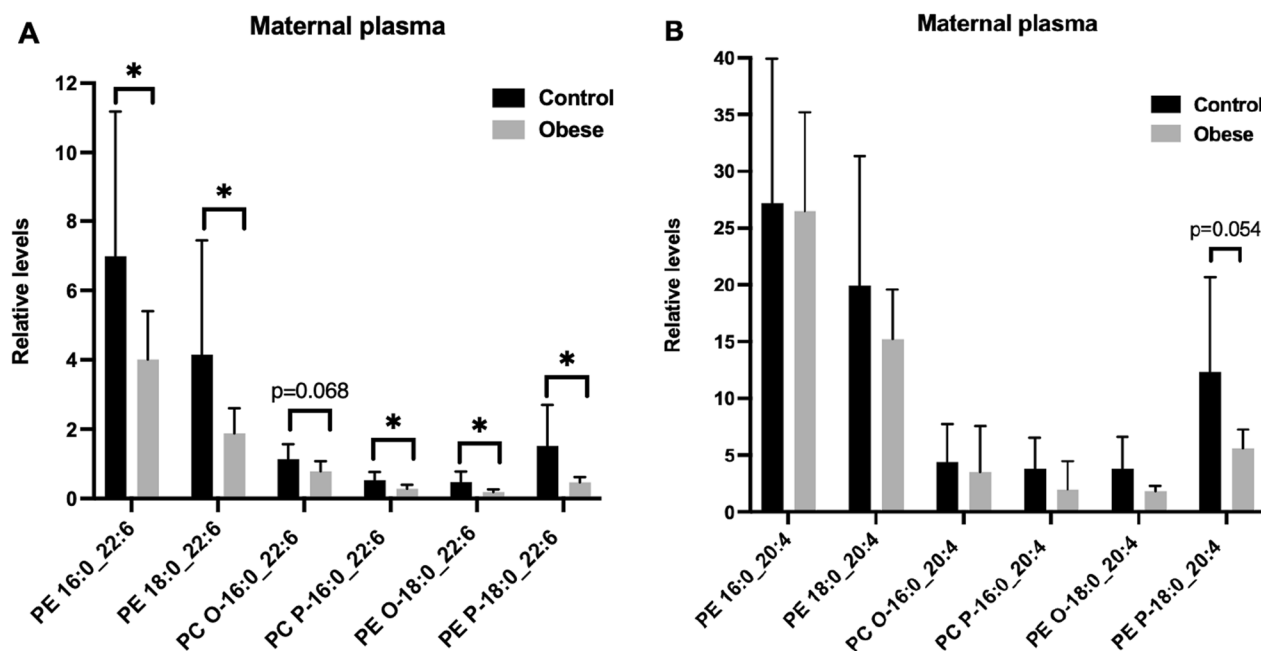 A
Maternal plasma
Relative levels
12
10
8
6
4
2
0
*
*
p=0.068
*
*
*
Control
Obese
PE 16:0_22:6
PE 18:0_22:6
PC O-16:0_22:6
PC P-16:0_22:6
PE O-18:0_22:6
PE P-18:0_22:6
B
Maternal plasma
Relative levels
40
35
30
25
20
15
10
5
0
Control
Obese
p=0.054
PE 16:0_20:4
PE 18:0_20:4
PC O-16:0_20:4
PC P-16:0_20:4
PE O-18:0_20:4
PE P-18:0_20:4